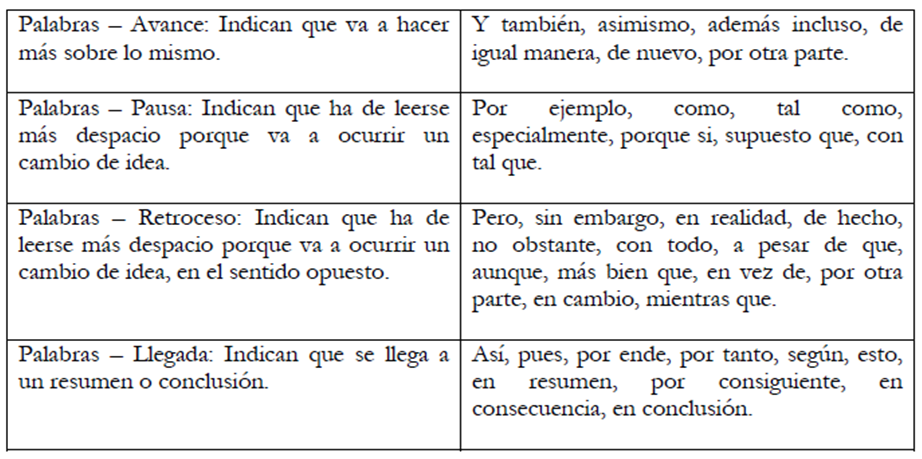 Palabras – Avance: Indican que va a hacer
más sobre lo mismo.
Y también, asimismo, además incluso, de
igual manera, de nuevo, por otra parte.
Palabras – Pausa: Indican que ha de leerse
más despacio porque va a ocurrir un
cambio de idea.
Por ejemplo, como, tal como,
especialmente, porque si, supuesto que, con
tal que.
Palabras – Retroceso: Indican que ha de
leerse más despacio porque va a ocurrir un
cambio de idea, en el sentido opuesto.
Pero, sin embargo, en realidad, de hecho,
no obstante, con todo, a pesar de que,
aunque, más bien que, en vez de, por otra
parte, en cambio, mientras que.
Palabras – Llegada: Indican que se llega a
un resumen o conclusión.
Así, pues, por ende, por tanto, según, esto,
en resumen, por consiguiente, en
consecuencia, en conclusión.